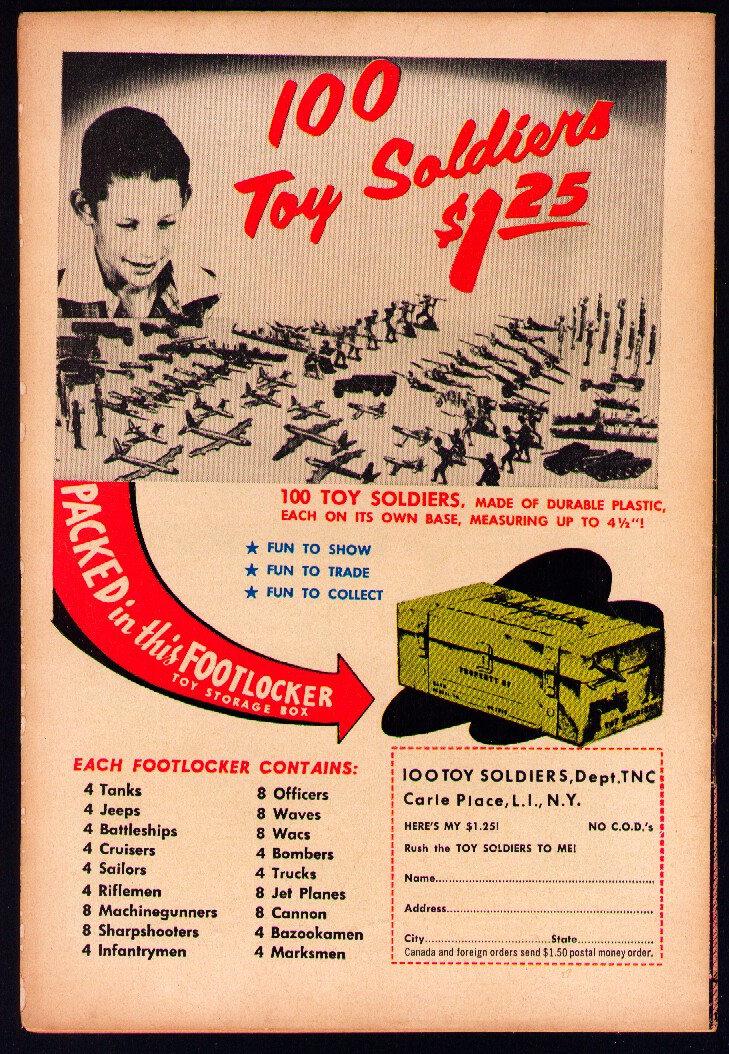 100
Toy Soldiers
$1.25
100 TOY SOLDIERS, MADE OF DURABLE PLASTIC,
EACH ON ITS OWN BASE, MEASURING UP TO 4½"!
★ FUN TO SHOW
★ FUN TO TRADE
★ FUN TO COLLECT
PACKED in this FOOTLOCKER
TOY STORAGE BOX
PROPERTY OF
EACH FOOTLOCKER CONTAINS:
4 Tanks
4 Jeeps
4 Battleships
4 Cruisers
4 Sailors
4 Riflemen
8 Machinegunners
8 Sharpshooters
4 Infantrymen
8 Officers
8 Waves
8 Wacs
4 Bombers
4 Trucks
8 Jet Planes
8 Cannon
4 Bazookamen
4 Marksmen
100 TOY SOLDIERS, Dept. TNC
Carle Place, L.I., N.Y.
HERE'S MY $1.25! NO C.O.D.'s
Rush the TOY SOLDIERS TO ME!
Name
Address
City State
Canada and foreign orders send $1.50 postal money order.